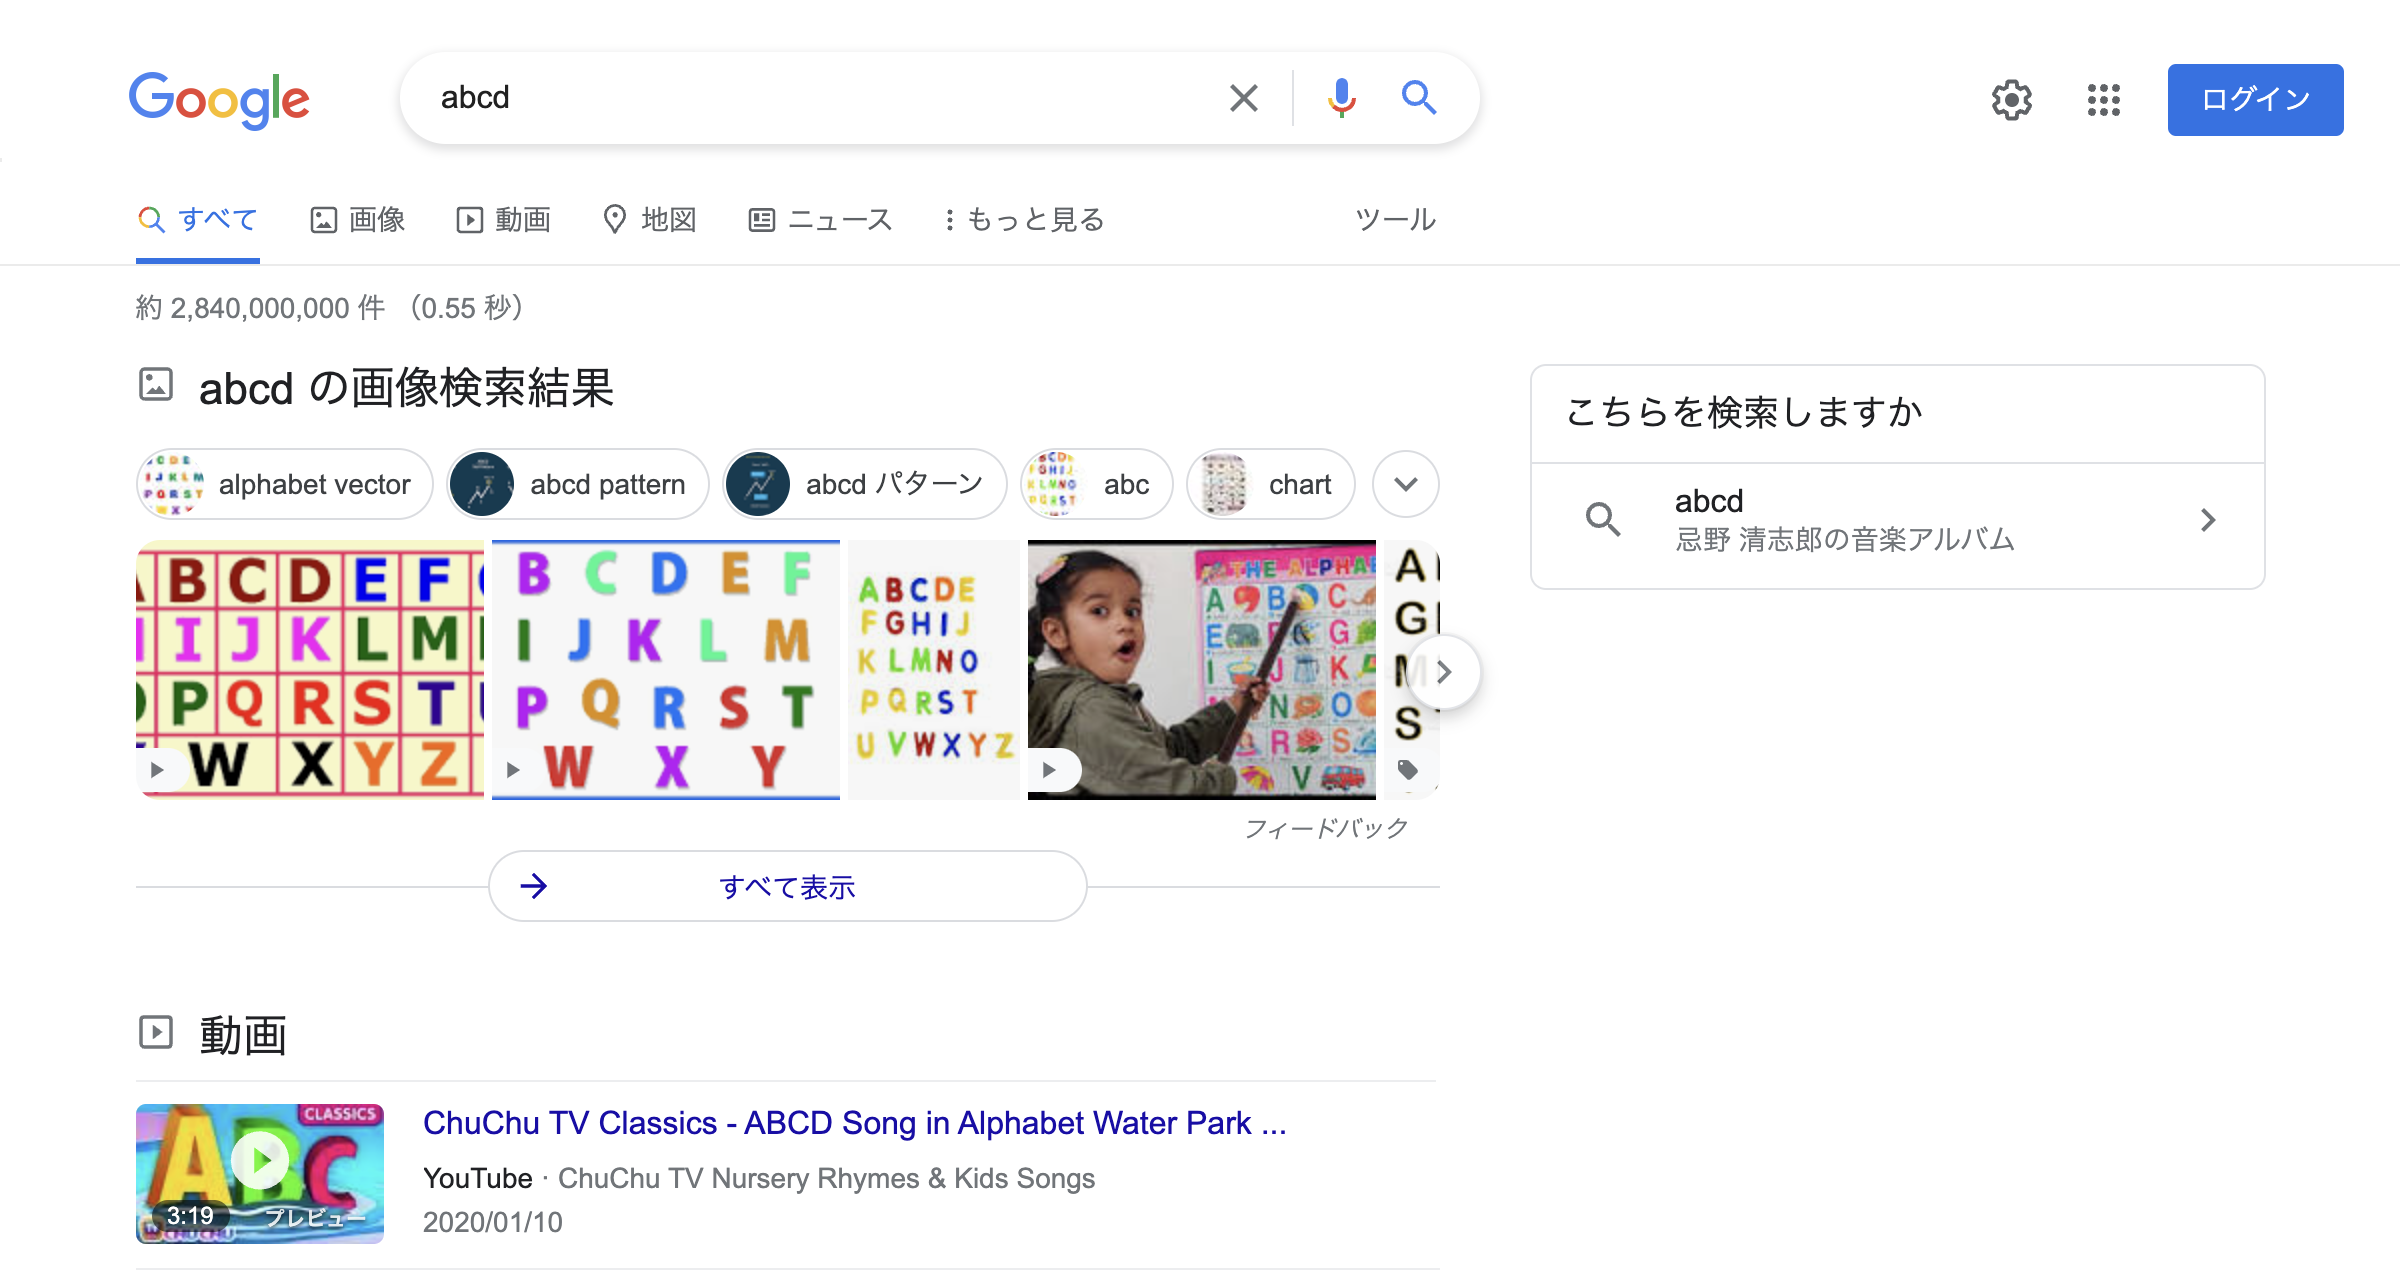 Google
abcd
ログイン
すべて 画像 動画 地図 ニュース もっと見る ツール
約 2,840,000,000 件 （0.55 秒）
abcd の画像検索結果
alphabet vector abcd pattern abcd パターン abc chart
B C D E F
I J K L M
P Q R S T
W X Y Z
B C D E F
I J K L M
P Q R S T
W X Y
A B C D E
F G H I J
K L M N O
P Q R S T
U V W X Y Z
THE ALPHA
A B C
E G
I J K
N O
R S
V
A
G
M
S
フィードバック
すべて表示
こちらを検索しますか
abcd
忌野 清志郎の音楽アルバム
動画
CLASSICS
ABC
3:19 プレビュー
CHUCHU
ChuChu TV Classics - ABCD Song in Alphabet Water Park ...
YouTube · ChuChu TV Nursery Rhymes & Kids Songs
2020/01/10